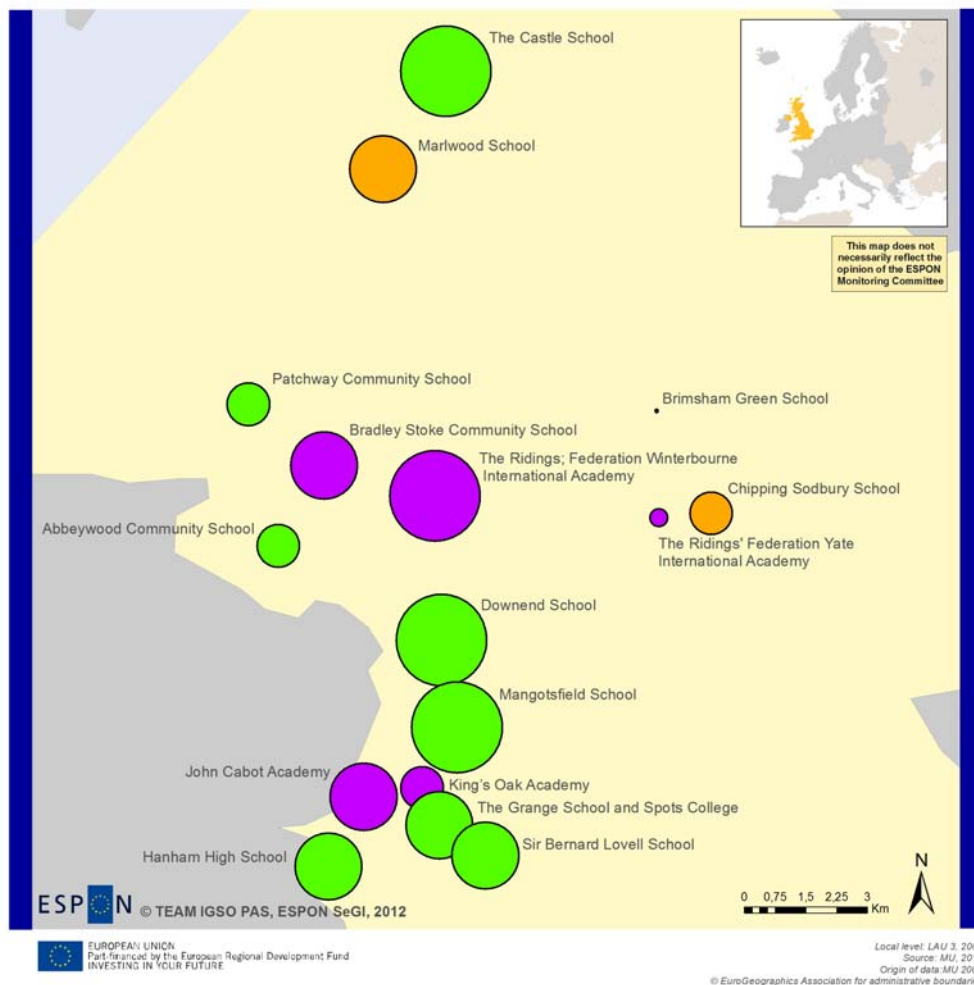 The Castle School
Marlwood School
This map does not
necessarily reflect the
opinion of the ESPON
Monitoring Committee
Patchway Community School
Brimsham Green School
Bradley Stoke Community School
The Ridings; Federation Winterbourne
International Academy
Chipping Sodbury School
Abbeywood Community School
The Ridings' Federation Yate
International Academy
Downend School
Mangotsfield School
John Cabot Academy
King's Oak Academy
The Grange School and Spots College
Sir Bernard Lovell School
Hanham High School
N
ESPON © TEAM IGSO PAS, ESPON SeGI, 2012
0 0,75 1,5 2,25 3
Km
EUROPEAN UNION
Part-financed by the European Regional Development Fund
INVESTING IN YOUR FUTURE
Local level: LAU 3, 20
Source: MU, 20
Origin of data:MU 20
© EuroGeographics Association for administrative